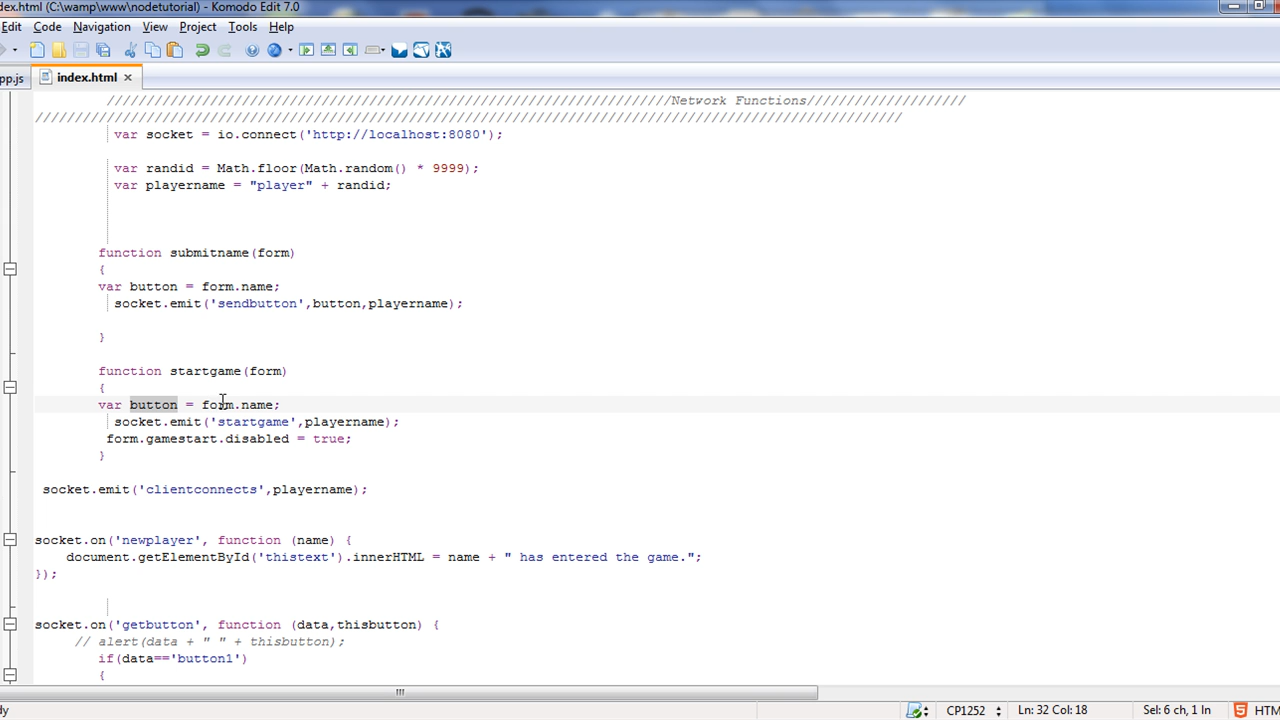 ndex.html (C:\wamp\www\nodetutorial) - Komodo Edit 7.0
Edit Code Navigation View Project Tools Help
pp.js index.html ×
///////////////////////////////////////////////////////////////////////Network Functions////////////////////
/////////////////////////////////////////////////////////////////////////////////////////////////////////////
var socket = io.connect('http://localhost:8080');
var randid = Math.floor(Math.random() * 9999);
var playername = "player" + randid;
function submitname(form)
{
var button = form.name;
socket.emit('sendbutton',button,playername);
}
function startgame(form)
{
var button = form.name;
socket.emit('startgame',playername);
form.gamestart.disabled = true;
}
socket.emit('clientconnects',playername);
socket.on('newplayer', function (name) {
document.getElementById('thistext').innerHTML = name + " has entered the game.";
});
socket.on('getbutton', function (data,thisbutton) {
// alert(data + " " + thisbutton);
if(data=='button1')
{
dy CP1252 Ln: 32 Col: 18 Sel: 6 ch, 1 ln HTM